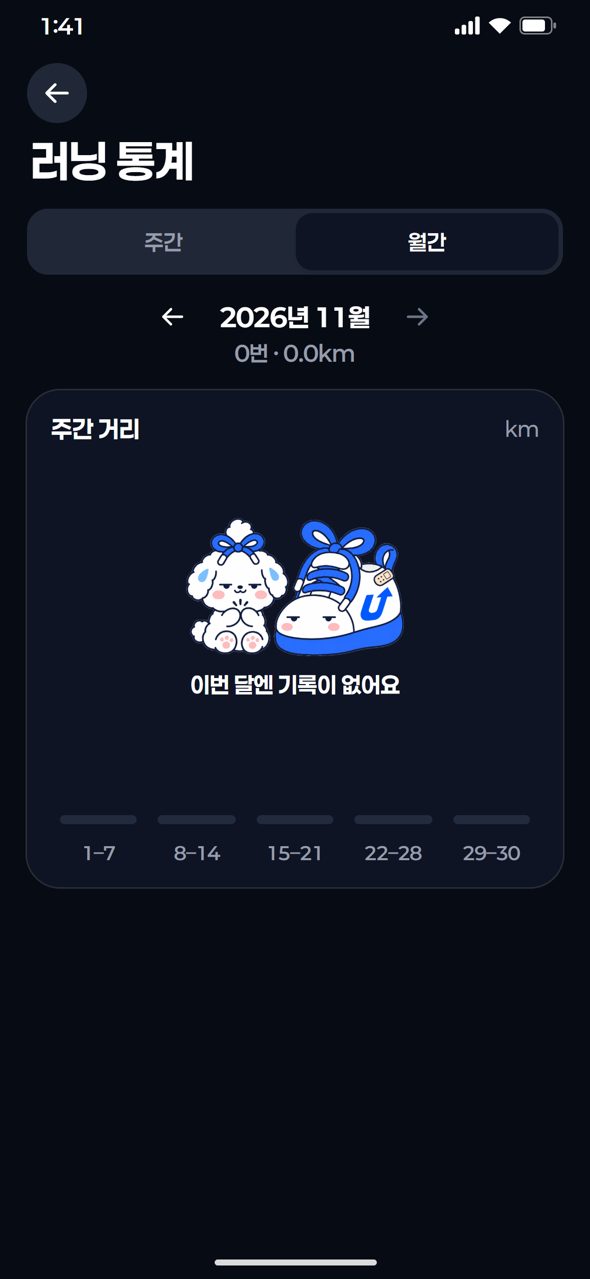 1:41
러닝 통계
주간 월간
2026년 11월
0번 · 0.0km
주간 거리 km
이번 달엔 기록이 없어요
1–7 8–14 15–21 22–28 29–30